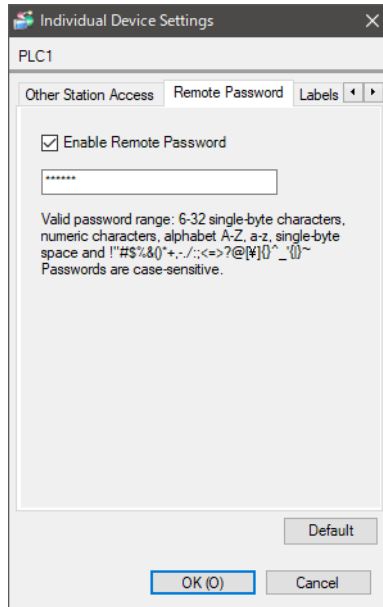 Individual Device Settings
PLC1
Other Station Access Remote Password Labels
Enable Remote Password
******
Valid password range: 6-32 single-byte characters,
numeric characters, alphabet A-Z, a-z, single-byte
space and !"#$%&()*+,-./:;<=>?@[¥]{}^_'{|}~
Passwords are case-sensitive.
Default
OK (O) Cancel